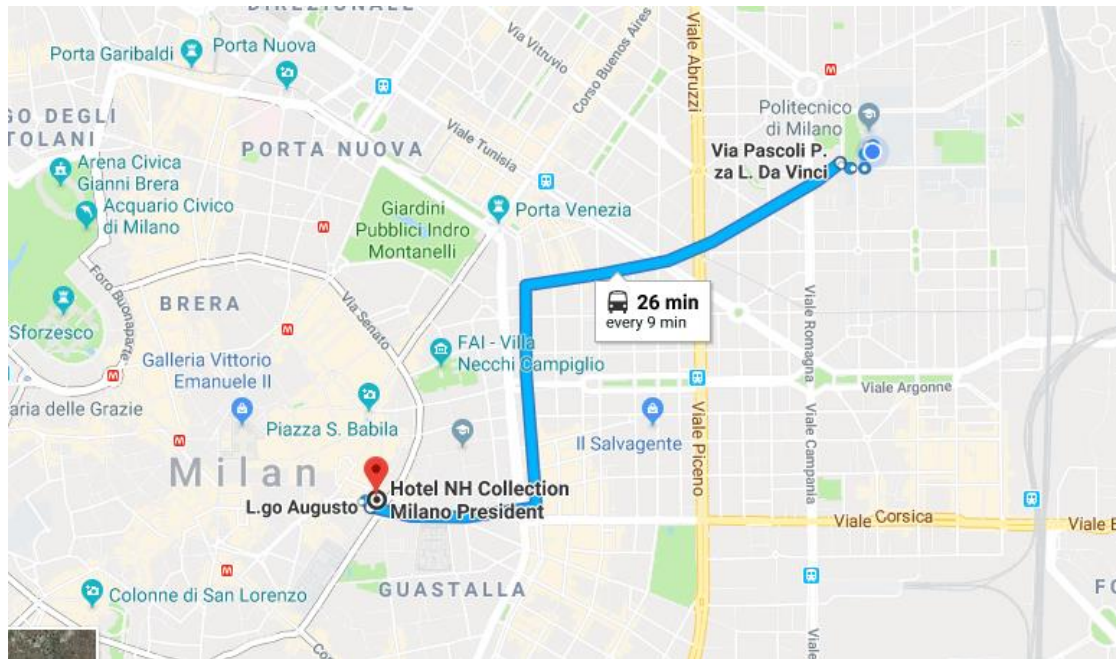 DIREZIONALE
Porta Garibaldi
Porta Nuova
Via Vitruvio
Corso Buenos Aires
Viale Abruzzi
GO DEGLI
TOLANI
PORTA NUOVA
Viale Tunisia
Politecnico
di Milano
Via Pascoli P.
za L. Da Vinci
Arena Civica
Gianni Brera
Acquario Civico
di Milano
Giardini
Pubblici Indro
Montanelli
Porta Venezia
Foro Buonaparte
BRERA
Via Senato
26 min
every 9 min
Viale Romagna
Sforzesco
Galleria Vittorio
Emanuele II
FAI - Villa
Necchi Campiglio
Viale Argonne
aria delle Grazie
Piazza S. Babila
Il Salvagente
Viale Piceno
Viale Campania
Milan
L.go Augusto
Hotel NH Collection
Milano President
Viale Corsica
Viale
GUASTALLA
Colonne di San Lorenzo
Viale